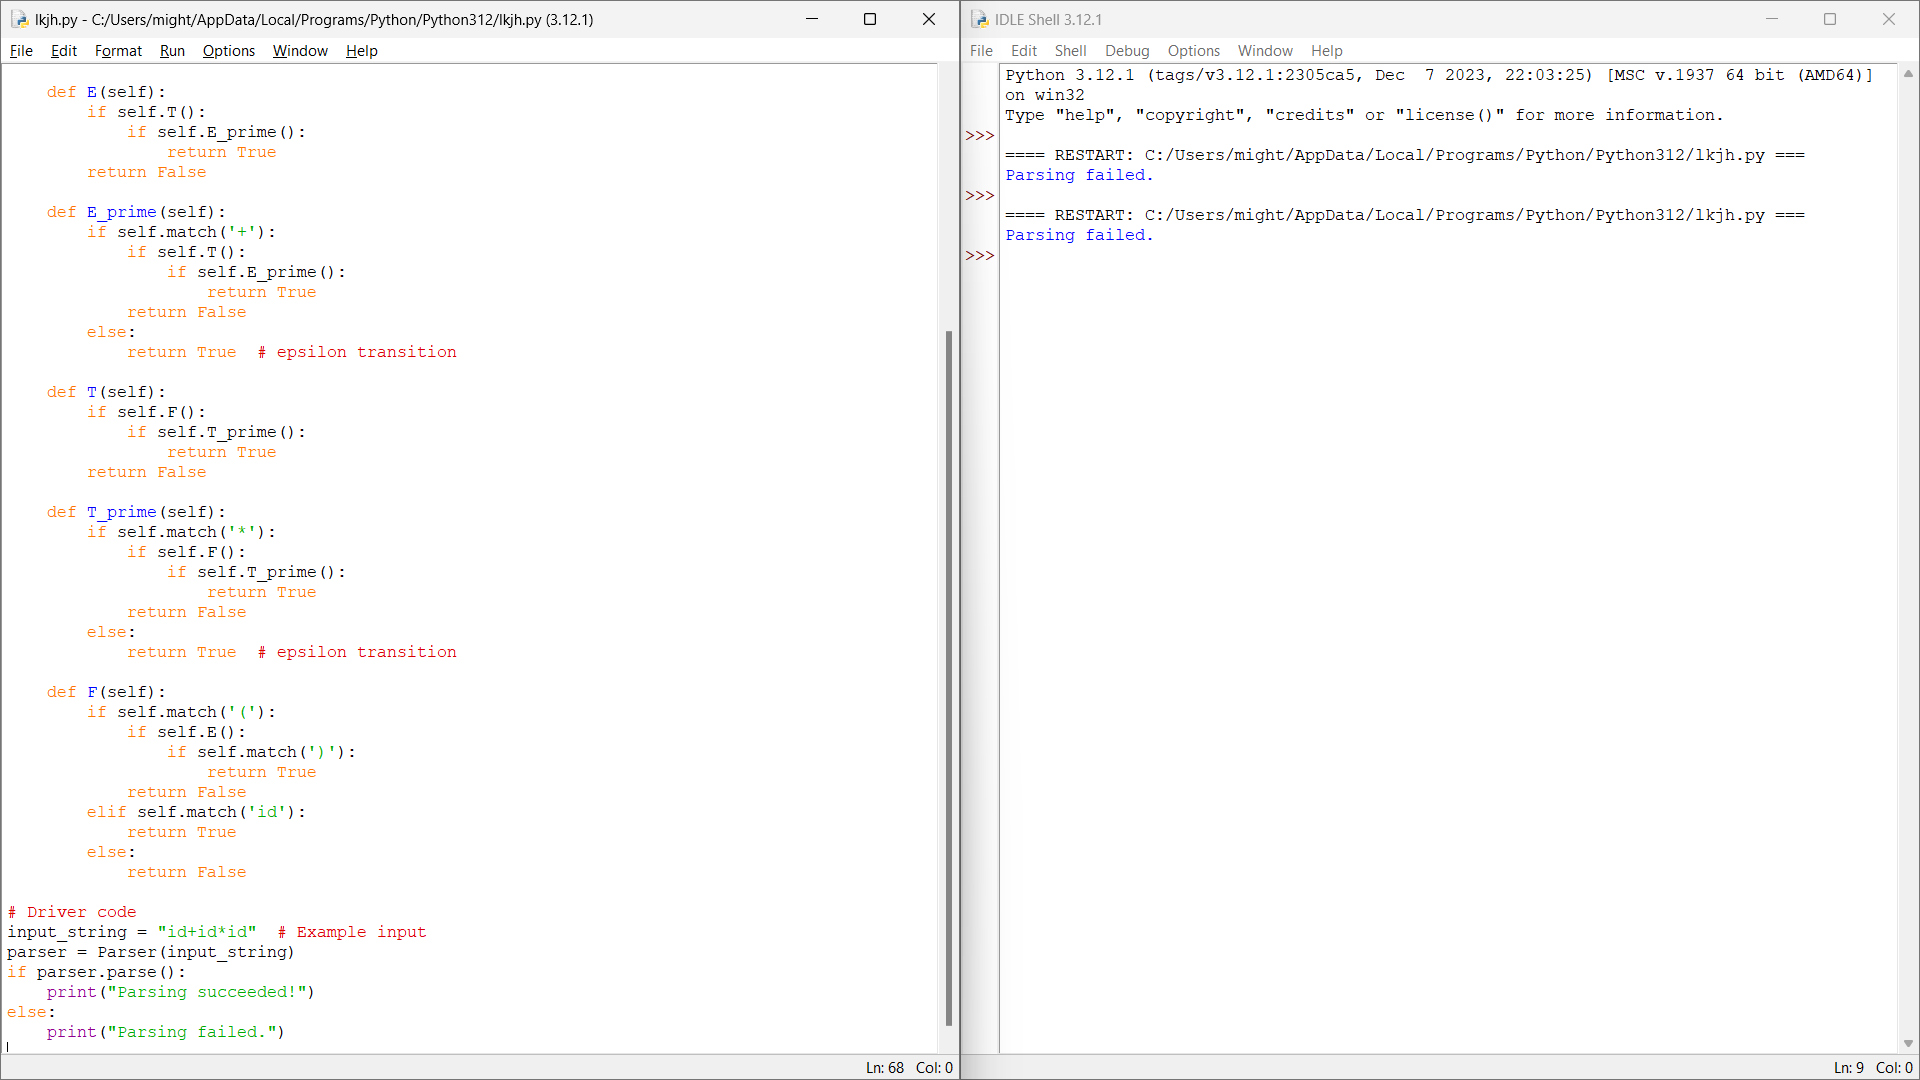 lkjh.py - C:/Users/might/AppData/Local/Programs/Python/Python312/lkjh.py (3.12.1)
File Edit Format Run Options Window Help
    def E(self):
        if self.T():
            if self.E_prime():
                return True
        return False

    def E_prime(self):
        if self.match('+'):
            if self.T():
                if self.E_prime():
                    return True
            return False
        else:
            return True  # epsilon transition

    def T(self):
        if self.F():
            if self.T_prime():
                return True
        return False

    def T_prime(self):
        if self.match('*'):
            if self.F():
                if self.T_prime():
                    return True
            return False
        else:
            return True  # epsilon transition

    def F(self):
        if self.match('('):
            if self.E():
                if self.match(')'):
                    return True
            return False
        elif self.match('id'):
            return True
        else:
            return False

# Driver code
input_string = "id+id*id"  # Example input
parser = Parser(input_string)
if parser.parse():
    print("Parsing succeeded!")
else:
    print("Parsing failed.")
Ln: 68 Col: 0
IDLE Shell 3.12.1
File Edit Shell Debug Options Window Help
Python 3.12.1 (tags/v3.12.1:2305ca5, Dec  7 2023, 22:03:25) [MSC v.1937 64 bit (AMD64)]
on win32
Type "help", "copyright", "credits" or "license()" for more information.
>>>
==== RESTART: C:/Users/might/AppData/Local/Programs/Python/Python312/lkjh.py ===
Parsing failed.
>>>
==== RESTART: C:/Users/might/AppData/Local/Programs/Python/Python312/lkjh.py ===
Parsing failed.
>>>
Ln: 9 Col: 0